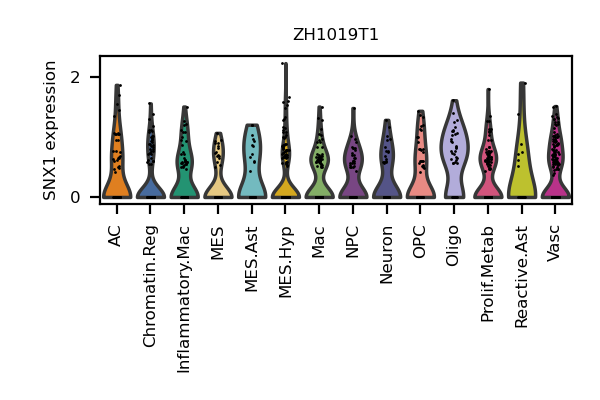 ZH1019T1
SNX1 expression
2
0
AC
Chromatin.Reg
Inflammatory.Mac
MES
MES.Ast
MES.Hyp
Mac
NPC
Neuron
OPC
Oligo
Prolif.Metab
Reactive.Ast
Vasc